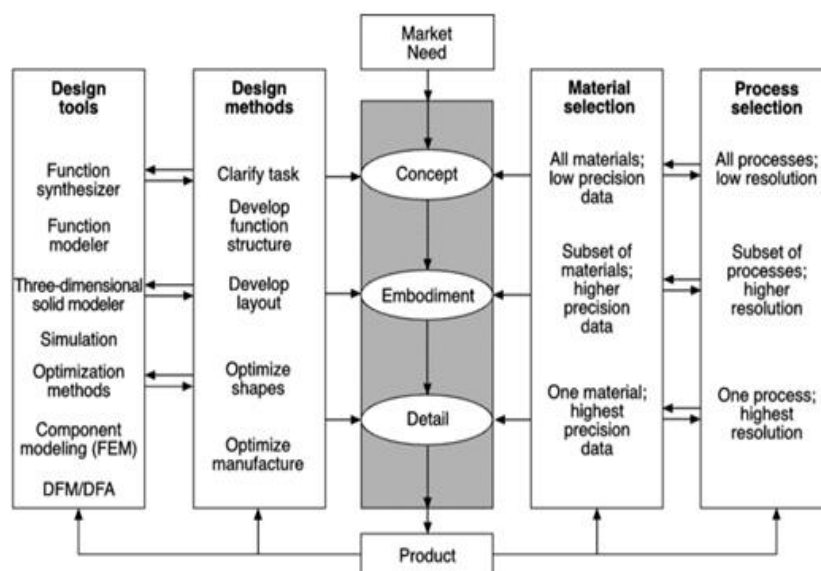 Market
Need
Design
tools
Function
synthesizer
Function
modeler
Three-dimensional
solid modeler
Simulation
Optimization
methods
Component
modeling (FEM)
DFM/DFA
Design
methods
Clarify task
Develop
function
structure
Develop
layout
Optimize
shapes
Optimize
manufacture
Concept
Embodiment
Detail
Product
Material
selection
All materials;
low precision
data
Subset of
materials;
higher
precision
data
One material;
highest
precision
data
Process
selection
All processes;
low resolution
Subset of
processes;
higher
resolution
One process;
highest
resolution